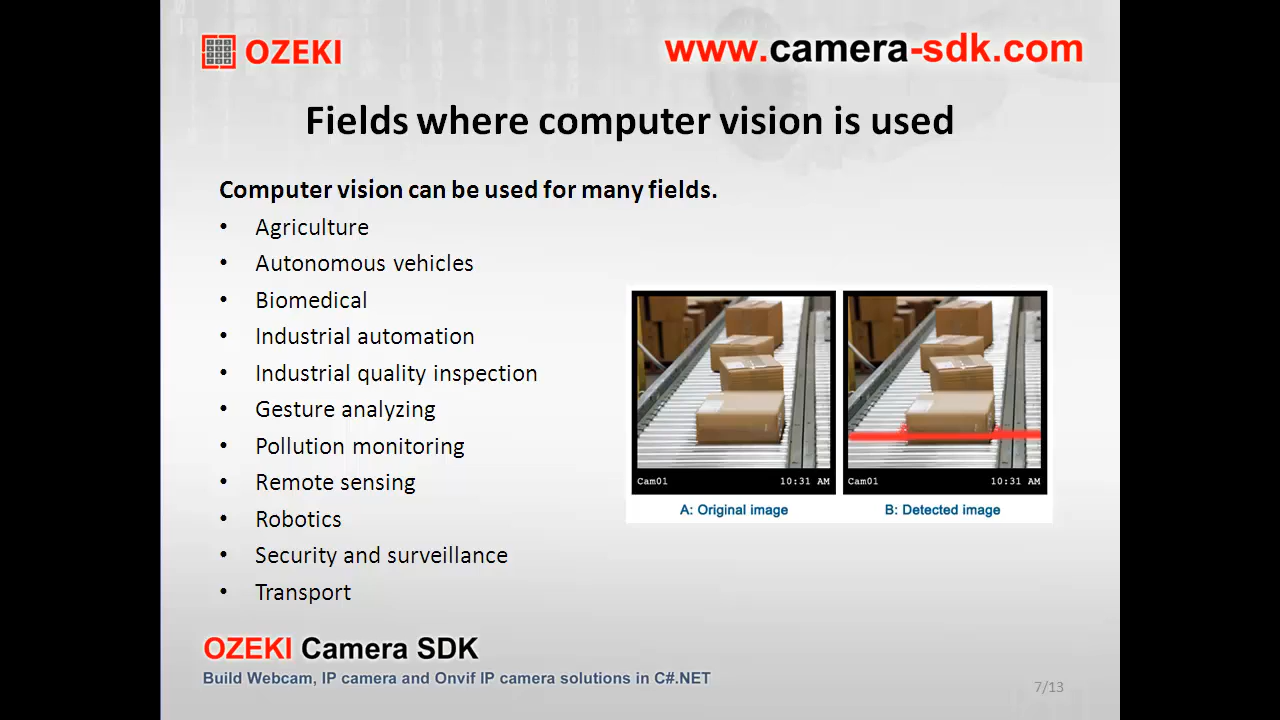 OZEKI
www.camera-sdk.com
Fields where computer vision is used
Computer vision can be used for many fields.
• Agriculture
• Autonomous vehicles
• Biomedical
• Industrial automation
• Industrial quality inspection
• Gesture analyzing
• Pollution monitoring
• Remote sensing
• Robotics
• Security and surveillance
• Transport
Cam01 10:31 AM
Cam01 10:31 AM
A: Original image
B: Detected image
OZEKI Camera SDK
Build Webcam, IP camera and Onvif IP camera solutions in C#.NET
7/13